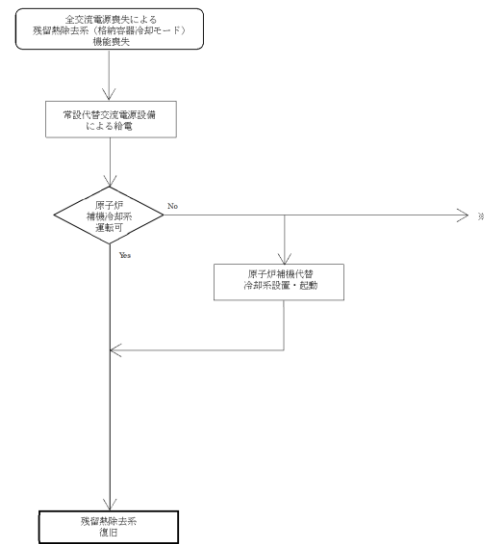 全交流電源喪失による
残留熱除去系（格納容器冷却モード）
機能喪失
常設代替交流電源設備
による給電
原子炉
補機冷却系
運転可
No
※
Yes
原子炉補機代替
冷却系設置・起動
残留熱除去系
復旧